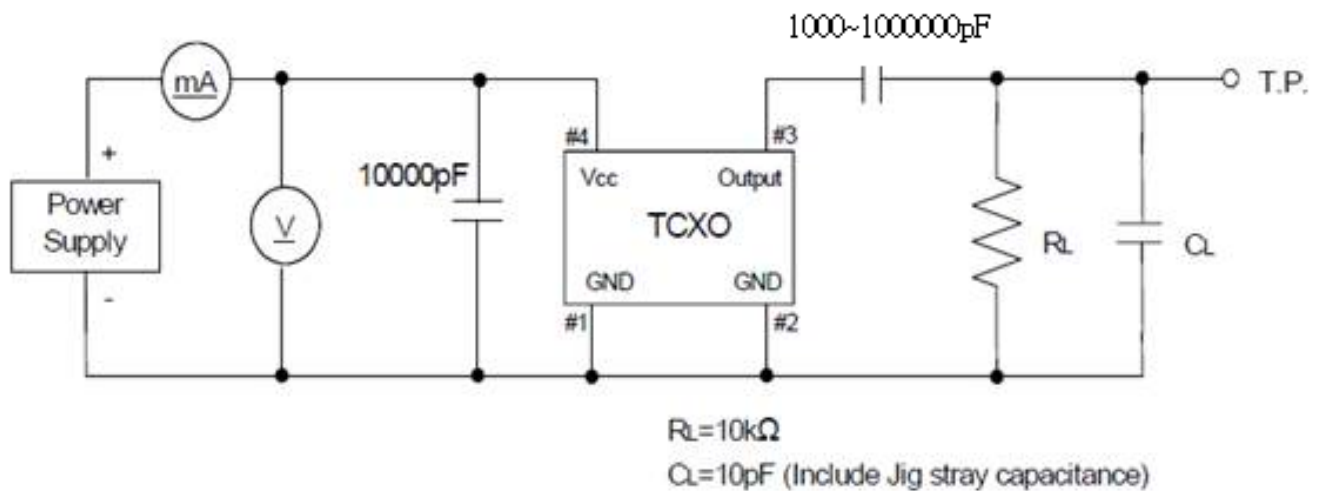 1000~1000000pF
mA
T.P.
+
#4
#3
10000pF
Vcc
Output
Power
Supply
V
TCXO
RL
CL
GND
GND
-
#1
#2
RL=10kΩ
CL=10pF (Include Jig stray capacitance)